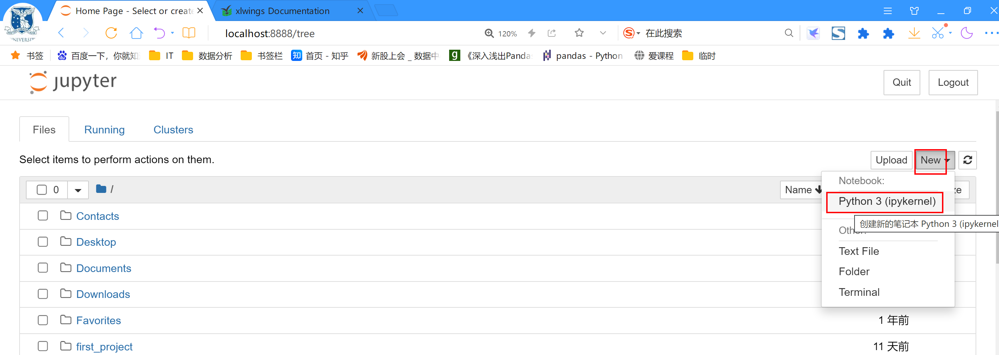 Home Page - Select or create
xlwings Documentation
UNIVERSIT
localhost:8888/tree
120%
在此搜索
书签
百度一下，你就知
IT
数据分析
书签栏
知 首页 - 知乎
新股上会 _ 数据中
g 《深入浅出Panda
pandas - Python
爱课程
临时
jupyter
Quit
Logout
Files
Running
Clusters
Select items to perform actions on them.
Upload
New
0
/
Name
ze
Notebook:
Python 3 (ipykernel)
创建新的笔记本 Python 3 (ipykernel
Other:
Text File
Folder
Terminal
Contacts
Desktop
Documents
Downloads
Favorites
1 年前
first_project
11 天前